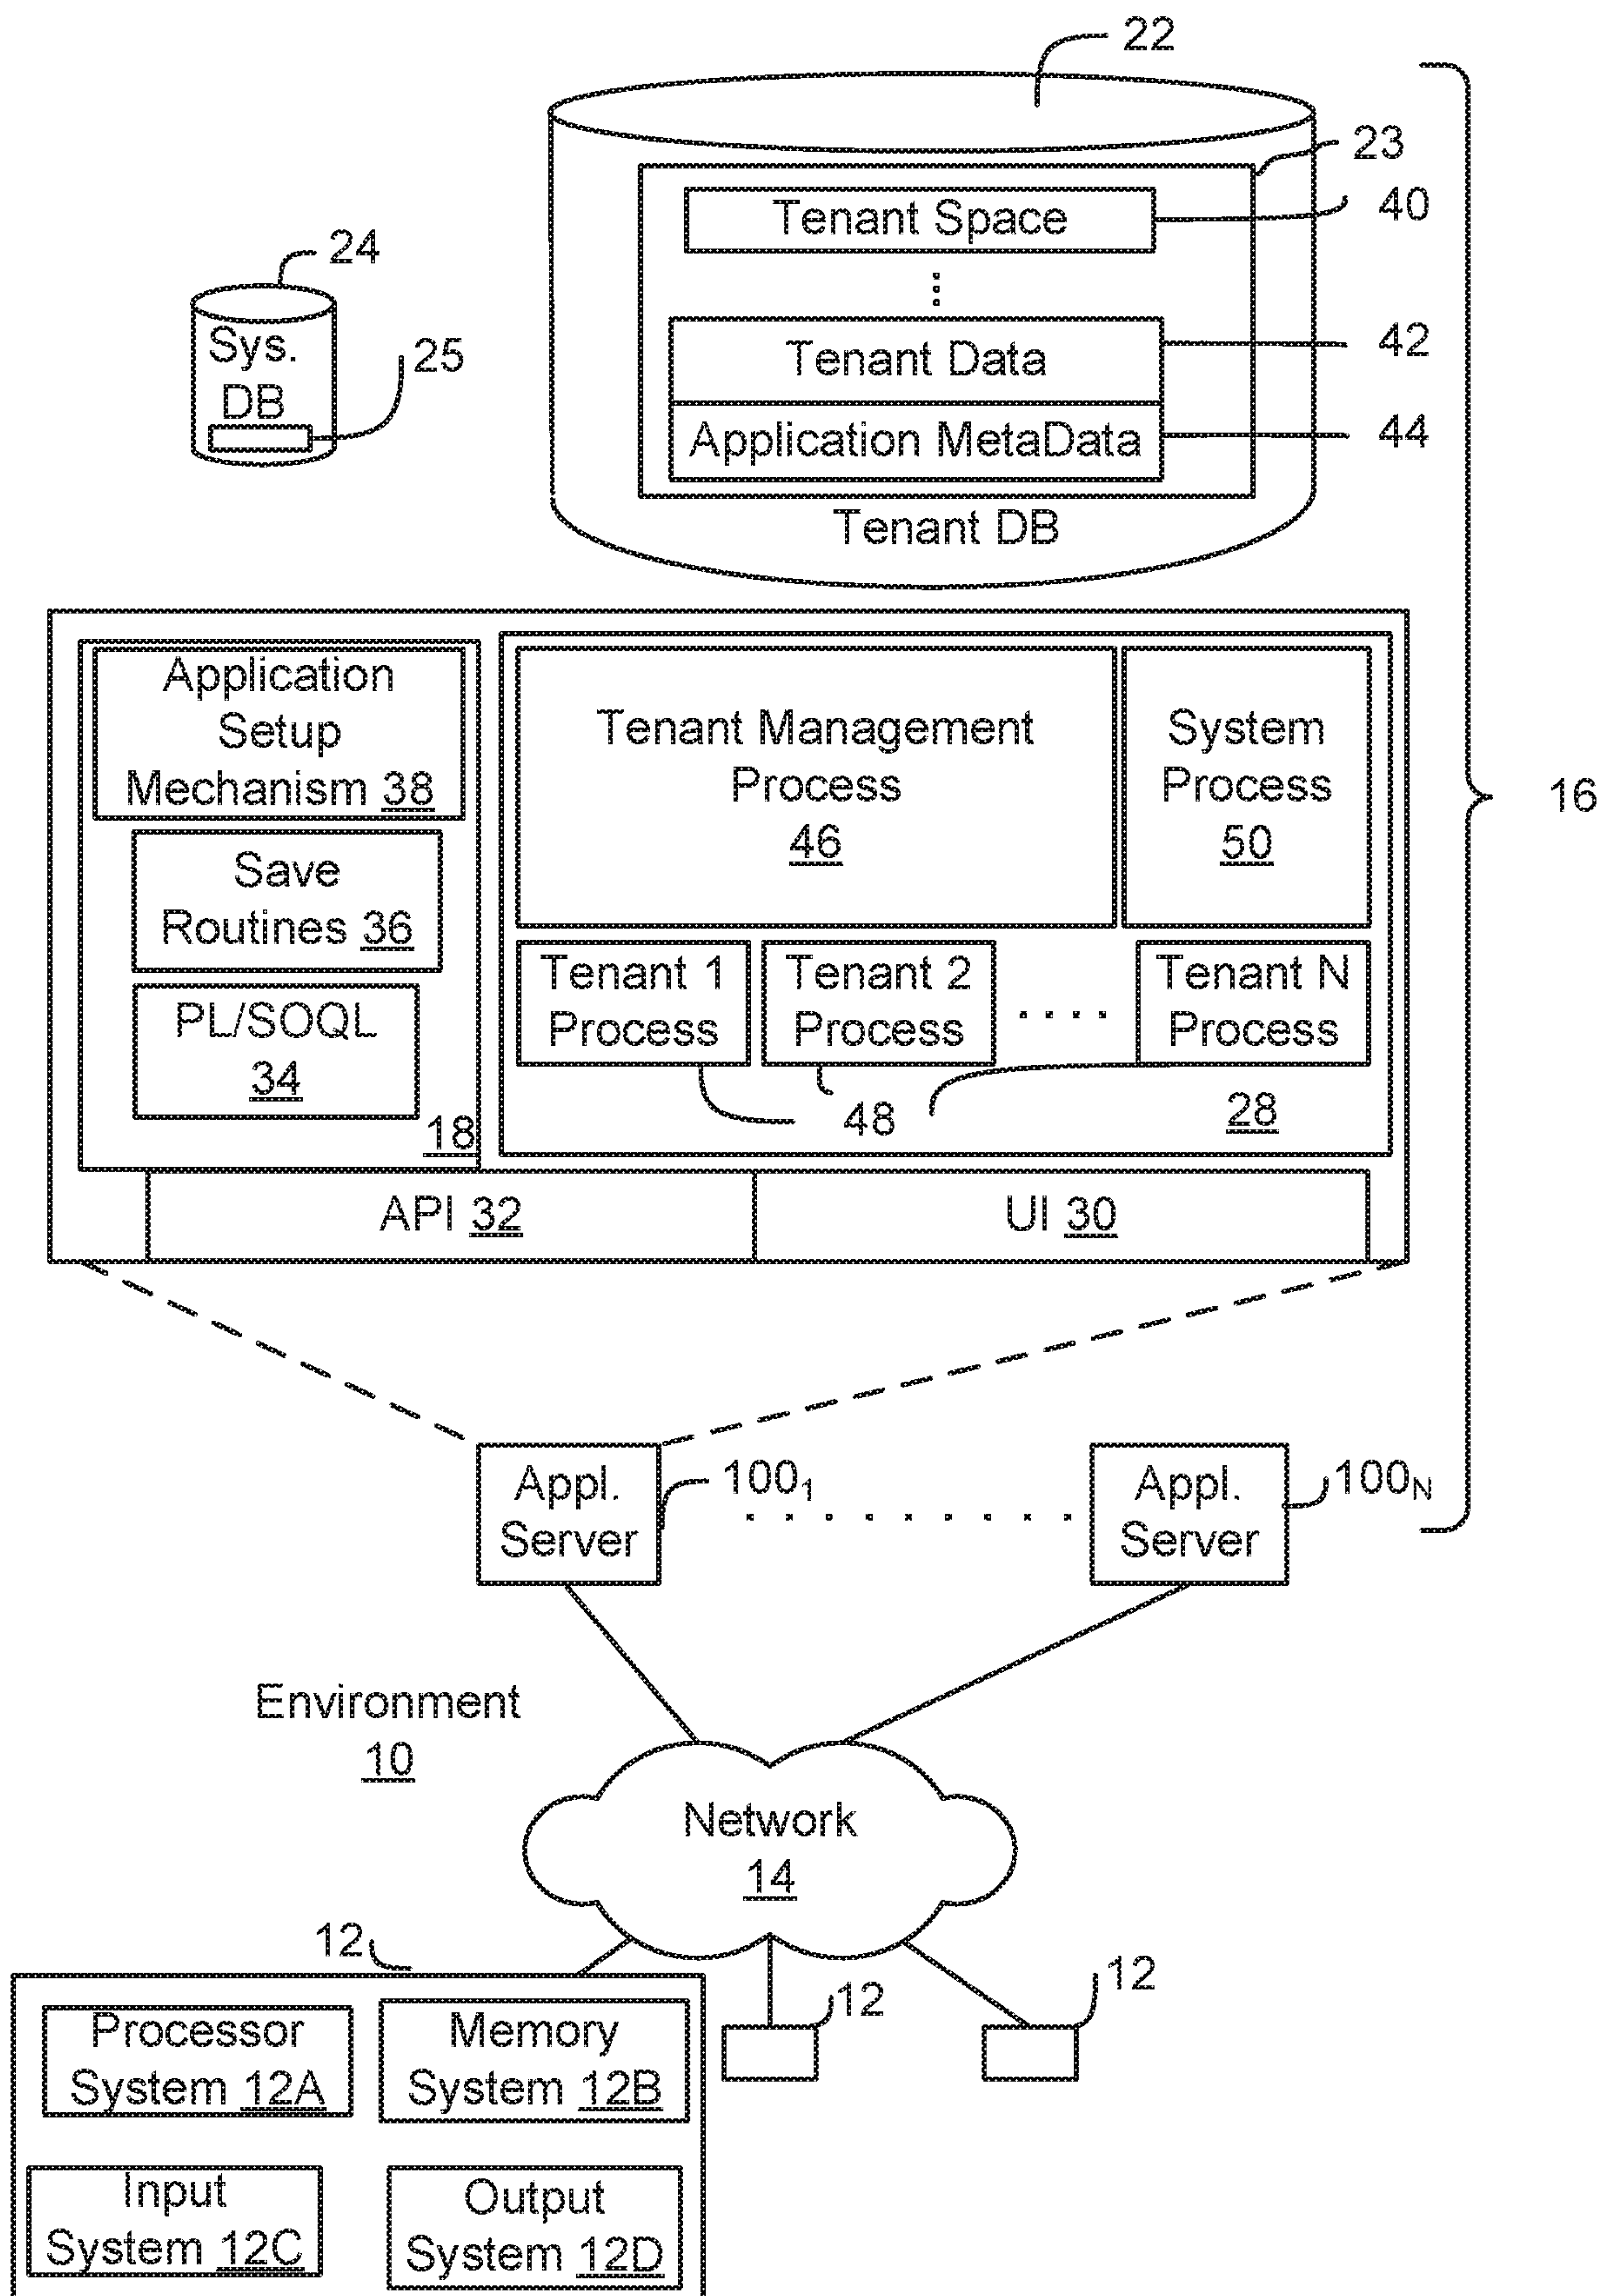 22
23
Tenant Space
40
24
Sys.
DB
25
Tenant Data
42
Application MetaData
44
Tenant DB
Application
Setup
Mechanism 38
Tenant Management
Process
46
System
Process
50
16
Save
Routines 36
Tenant 1
Process
Tenant 2
Process
Tenant N
Process
PL/SOQL
34
48
28
18
API 32
UI 30
Appl.
Server
100₁
Appl.
Server
100N
Environment
10
Network
14
12
12
12
Processor
System 12A
Memory
System 12B
Input
System 12C
Output
System 12D